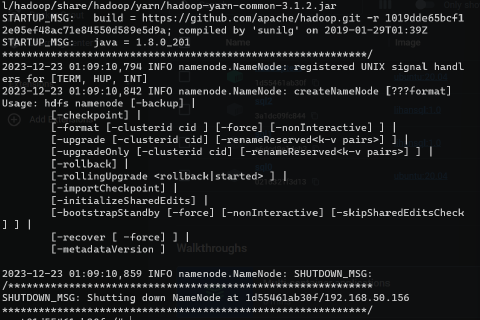 l/hadoop/share/hadoop/yarn/hadoop-yarn-common-3.1.2.jar
STARTUP_MSG:   build = https://github.com/apache/hadoop.git -r 1019dde65bcf1
2e05ef48ac71e84550d589e5d9a; compiled by 'sunilg' on 2019-01-29T01:39Z
STARTUP_MSG:   java = 1.8.0_201
************************************************************/
2023-12-23 01:09:10,794 INFO namenode.NameNode: registered UNIX signal handl
ers for [TERM, HUP, INT]
2023-12-23 01:09:10,842 INFO namenode.NameNode: createNameNode [???format]
Usage: hdfs namenode [-backup] |
        [-checkpoint] |
        [-format [-clusterid cid ] [-force] [-nonInteractive] ] |
        [-upgrade [-clusterid cid] [-renameReserved<k-v pairs>] ] |
        [-upgradeOnly [-clusterid cid] [-renameReserved<k-v pairs>] ] |
        [-rollback] |
        [-rollingUpgrade <rollback|started> ] |
        [-importCheckpoint] |
        [-initializeSharedEdits] |
        [-bootstrapStandby [-force] [-nonInteractive] [-skipSharedEditsCheck
] ] |
        [-recover [ -force] ] |
        [-metadataVersion ]
Walkthroughs
2023-12-23 01:09:10,859 INFO namenode.NameNode: SHUTDOWN_MSG:
/************************************************************
SHUTDOWN_MSG: Shutting down NameNode at 1d55461ab30f/192.168.50.156
************************************************************/